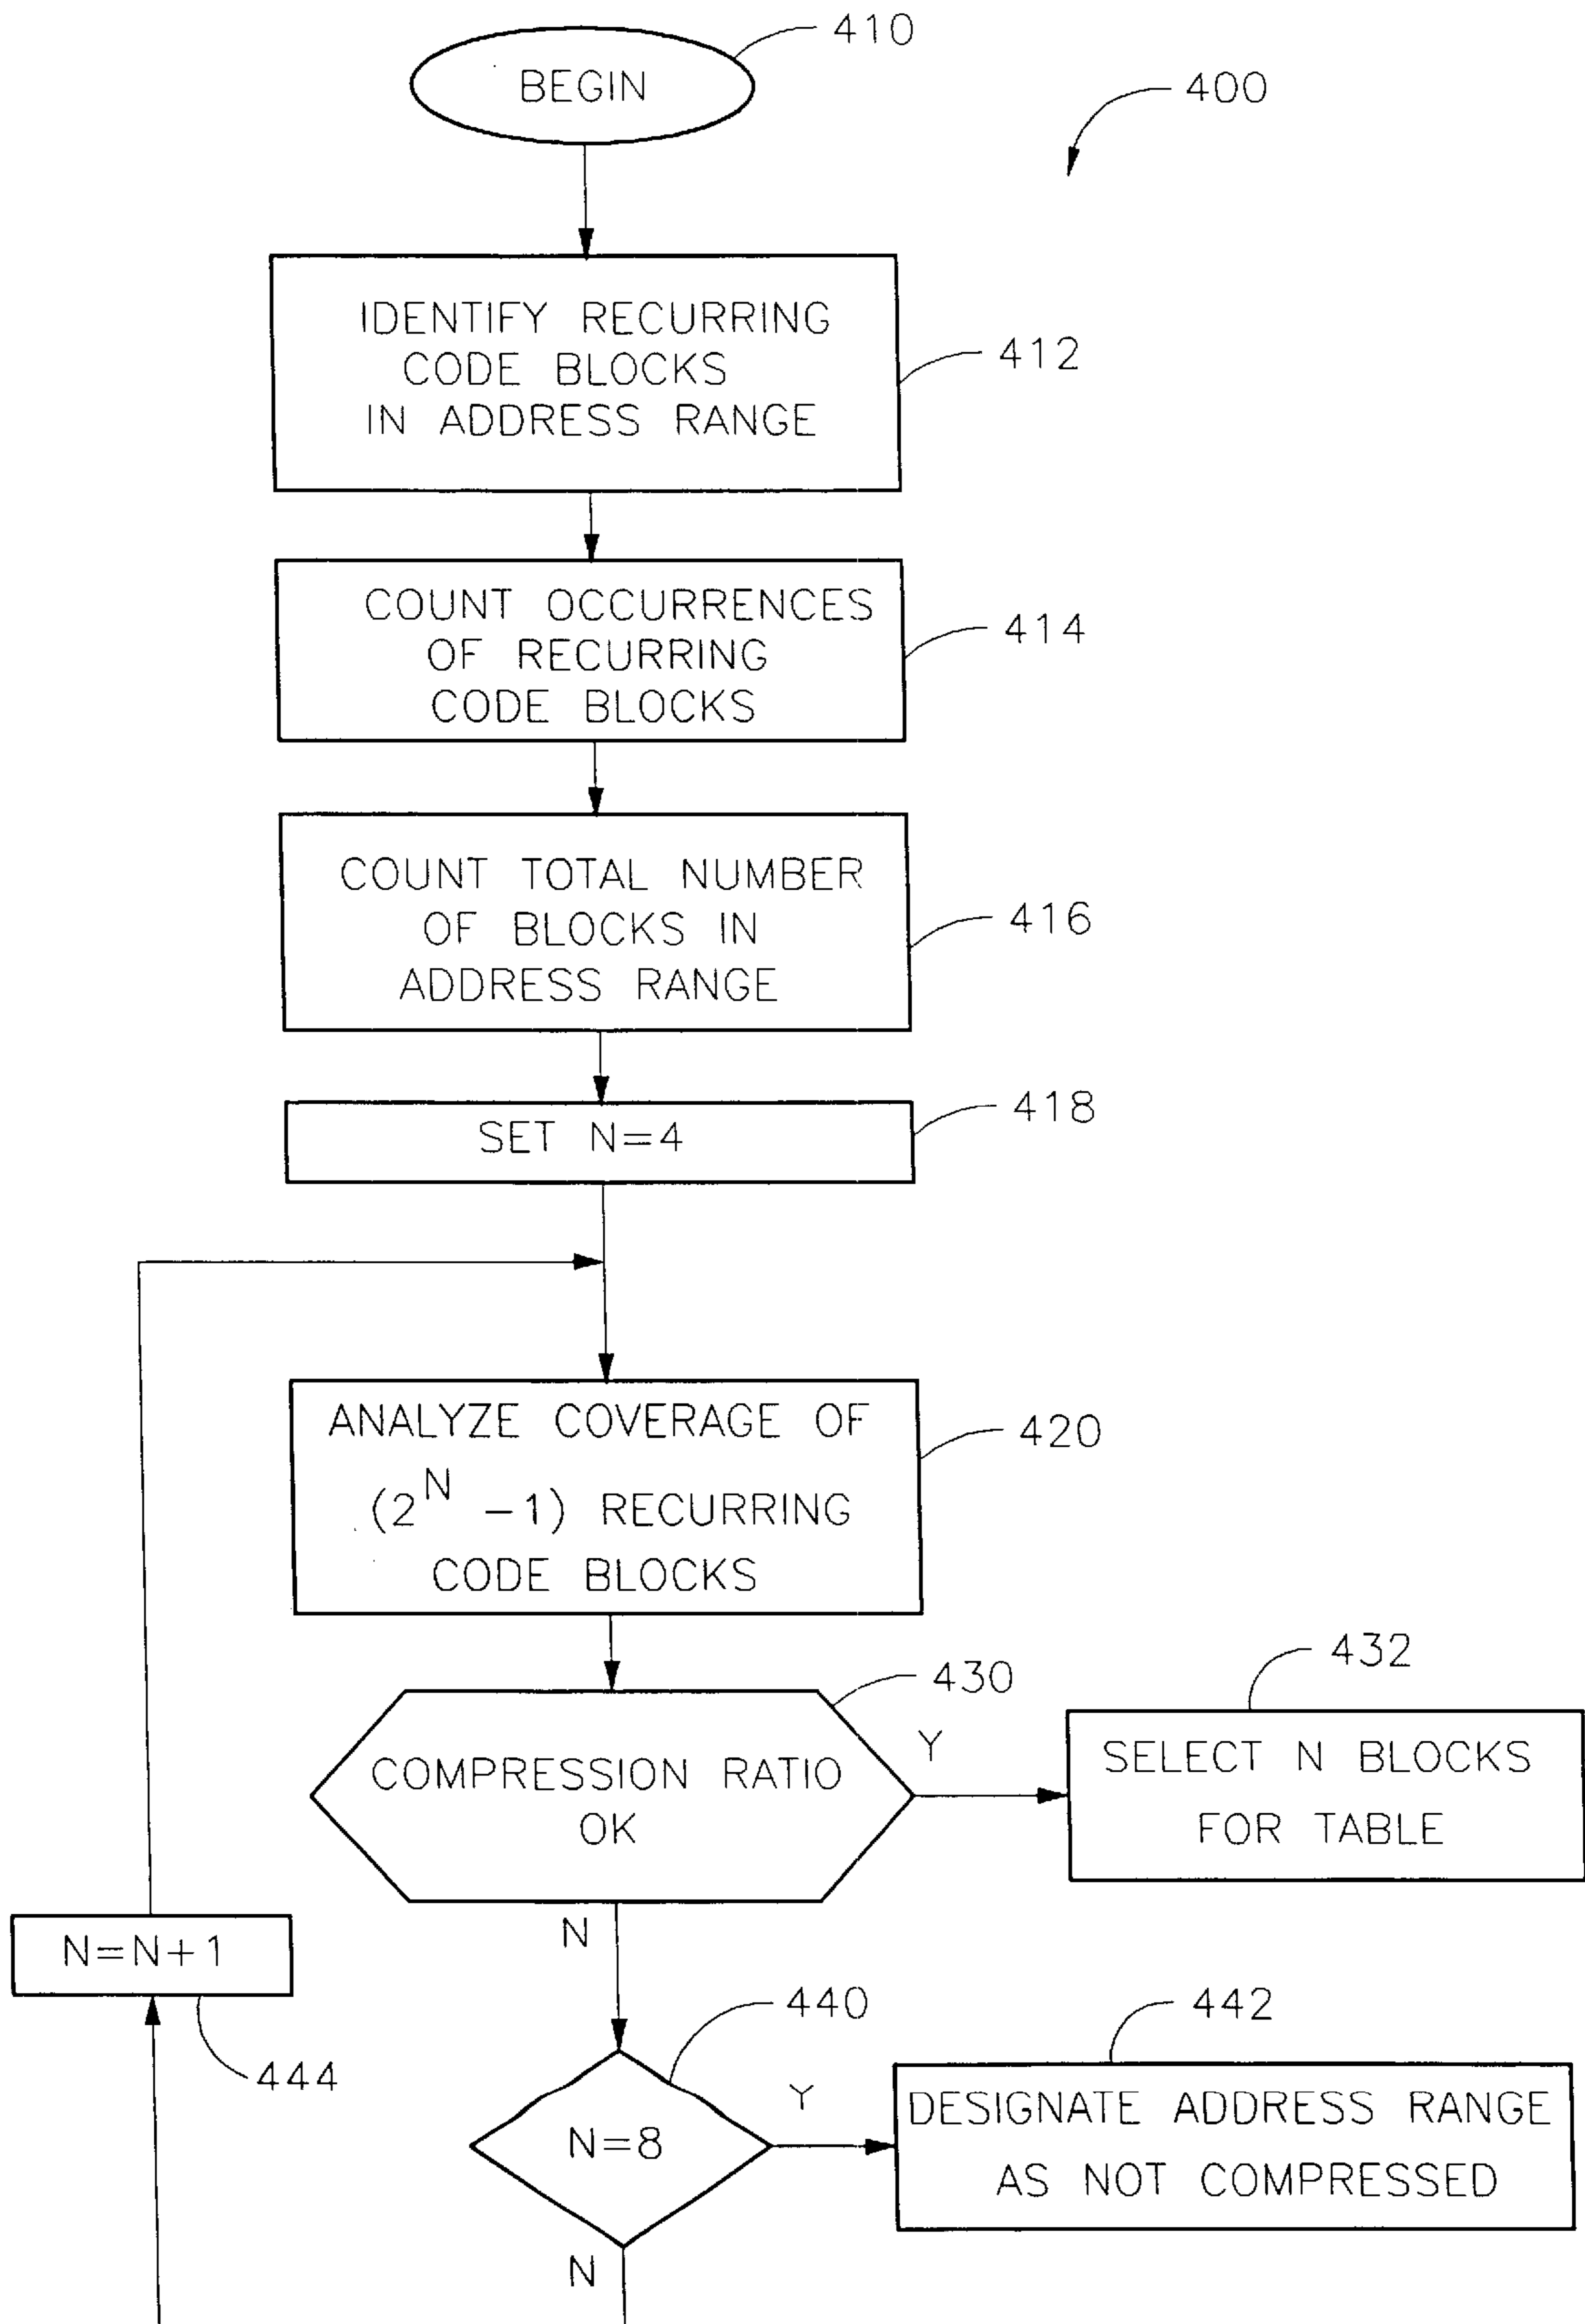 410
BEGIN
400
IDENTIFY RECURRING
CODE BLOCKS
IN ADDRESS RANGE
412
COUNT OCCURRENCES
OF RECURRING
CODE BLOCKS
414
COUNT TOTAL NUMBER
OF BLOCKS IN
ADDRESS RANGE
416
SET N=4
418
ANALYZE COVERAGE OF
(2^N -1) RECURRING
CODE BLOCKS
420
430
COMPRESSION RATIO
OK
Y
432
SELECT N BLOCKS
FOR TABLE
N
N=N+1
444
440
N=8
Y
442
DESIGNATE ADDRESS RANGE
AS NOT COMPRESSED
N